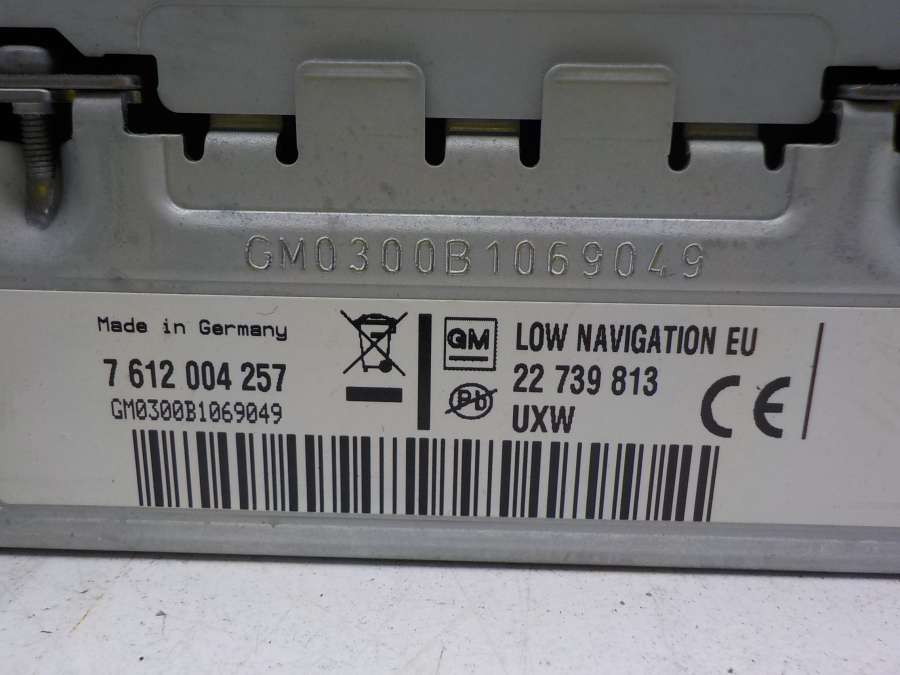 GM0300B1069049
Made in Germany
7 612 004 257
GM0300B1069049
GM
Pb
LOW NAVIGATION EU
22 739 813
UXW
CE